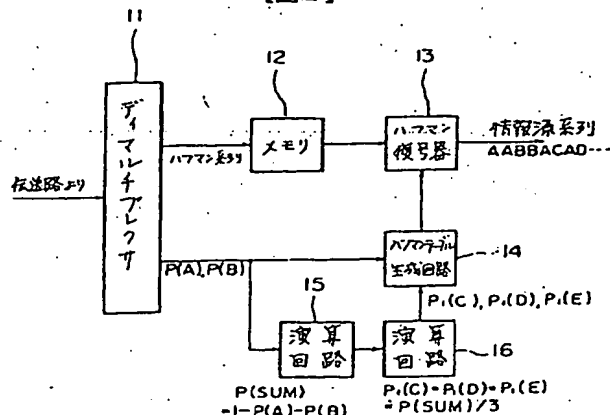 11
ディマルチプレクサ
伝送路より
ハフマン系列
12
メモリ
13
ハフマン
復号器
情報源系列
AABBACAD---
P(A),P(B)
ハフマンテーブル
生成回路
14
P₁(C), P₁(D), P₁(E)
15
演算
回路
演算
回路
16
P(SUM)
=1-P(A)-P(B)
P₁(C)=P₁(D)=P₁(E)
=P(SUM)/3